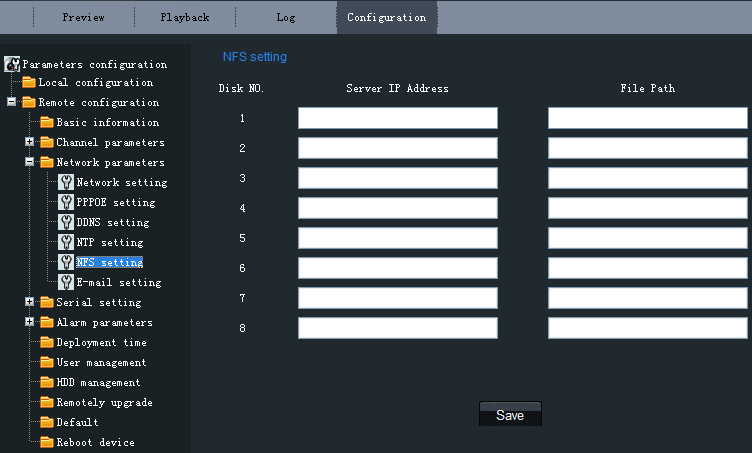 Preview Playback Log Configuration
Parameters configuration
Local configuration
Remote configuration
Basic information
Channel parameters
Network parameters
Network setting
PPPOE setting
DDNS setting
NTP setting
NFS setting
E-mail setting
Serial setting
Alarm parameters
Deployment time
User management
HDD management
Remotely upgrade
Default
Reboot device
NFS setting
Disk NO. Server IP Address File Path
1
2
3
4
5
6
7
8
Save